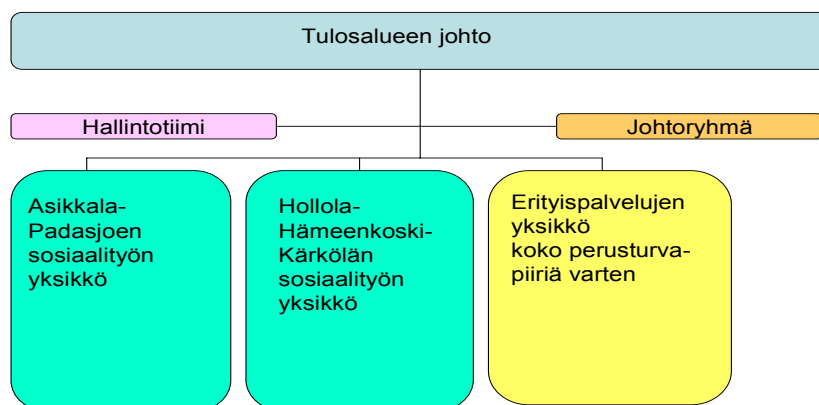 Tulosalueen johto
Hallintotiimi
Johtoryhmä
Asikkala-
Padasjoen
sosiaalityön
yksikkö
Hollola-
Hämeenkoski-
Kärkölän
sosiaalityön
yksikkö
Erityispalvelujen
yksikkö
koko perusturva-
piiriä varten